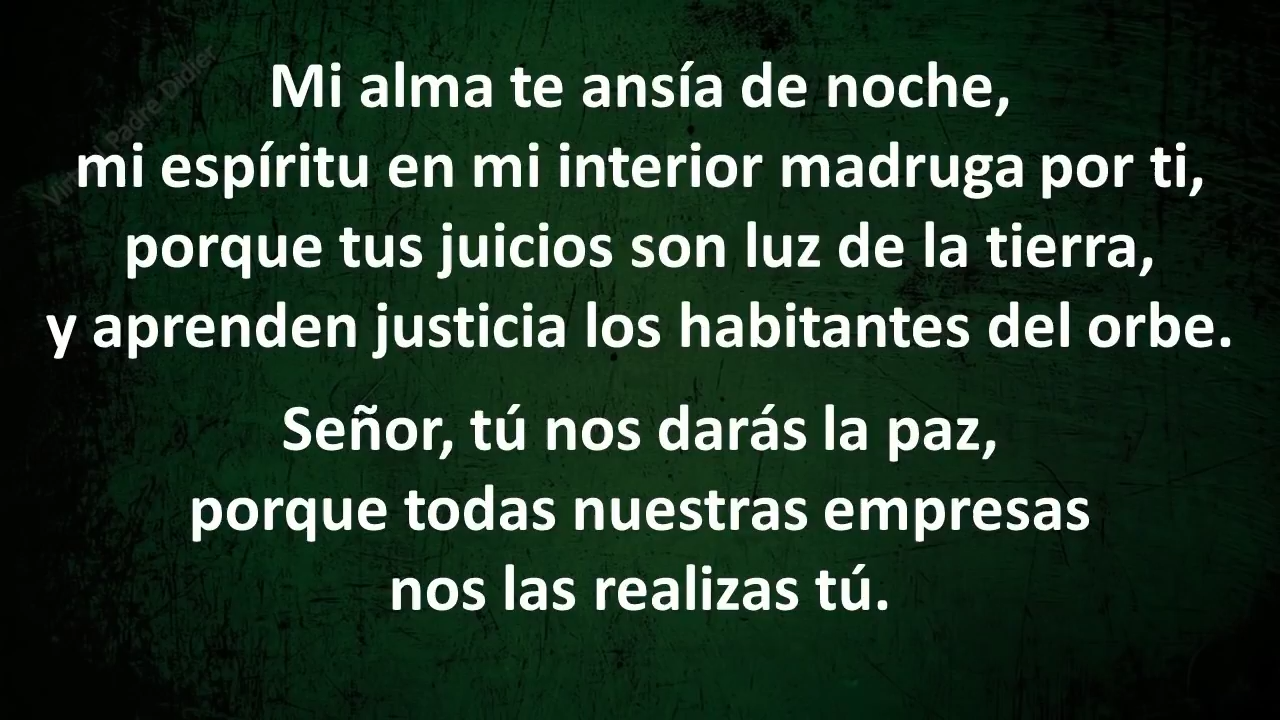 Padre Didier
Mi alma te ansía de noche,
mi espíritu en mi interior madruga por ti,
porque tus juicios son luz de la tierra,
y aprenden justicia los habitantes del orbe.
Señor, tú nos darás la paz,
porque todas nuestras empresas
nos las realizas tú.